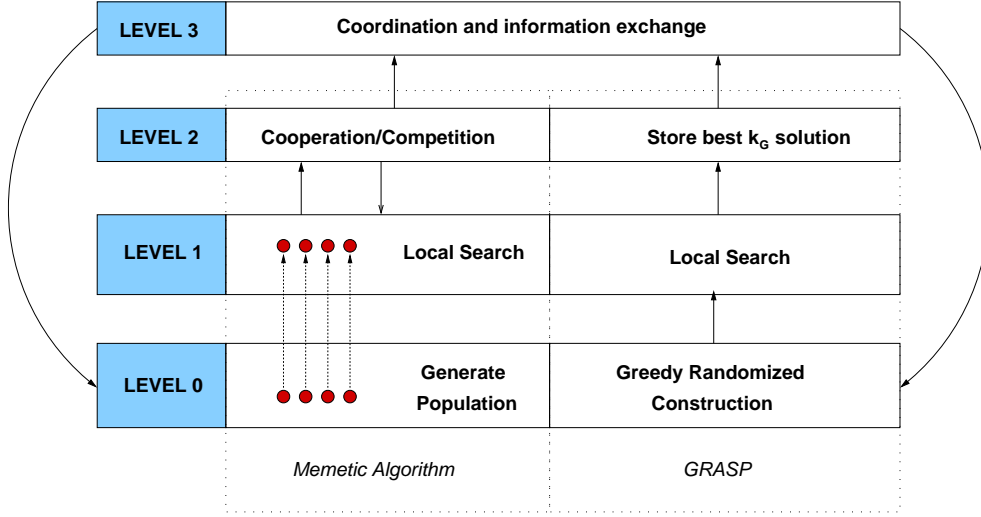 LEVEL 3
Coordination and information exchange
LEVEL 2
Cooperation/Competition
Store best k_G solution
LEVEL 1
Local Search
Local Search
LEVEL 0
Generate
Population
Greedy Randomized
Construction
Memetic Algorithm
GRASP